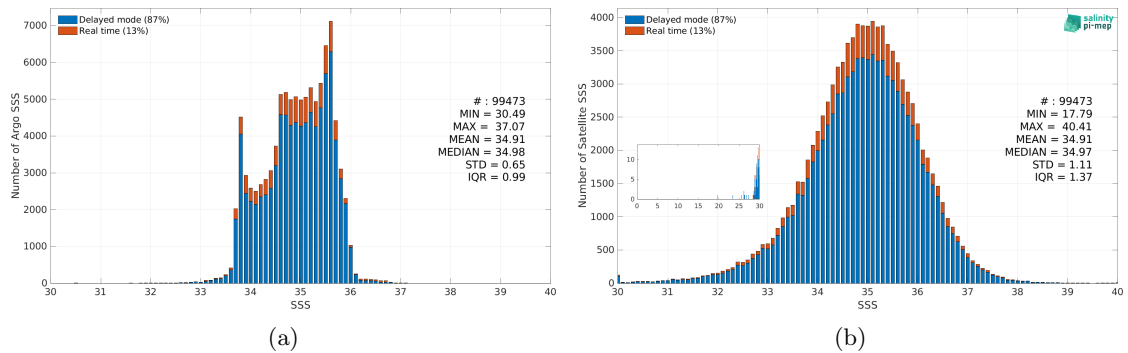 Delayed mode (87%)
Real time (13%)
# : 99473
MIN = 30.49
MAX = 37.07
MEAN = 34.91
MEDIAN = 34.98
STD = 0.65
IQR = 0.99
Number of Argo SSS
7000
6000
5000
4000
3000
2000
1000
0
30 31 32 33 34 35 36 37 38 39 40
SSS
(a)
Delayed mode (87%)
Real time (13%)
salinity
pi-mep
# : 99473
MIN = 17.79
MAX = 40.41
MEAN = 34.91
MEDIAN = 34.97
STD = 1.11
IQR = 1.37
Number of Satellite SSS
4000
3500
3000
2500
2000
1500
1000
500
0
10
5
0
0 5 10 15 20 25 30
30 31 32 33 34 35 36 37 38 39 40
SSS
(b)